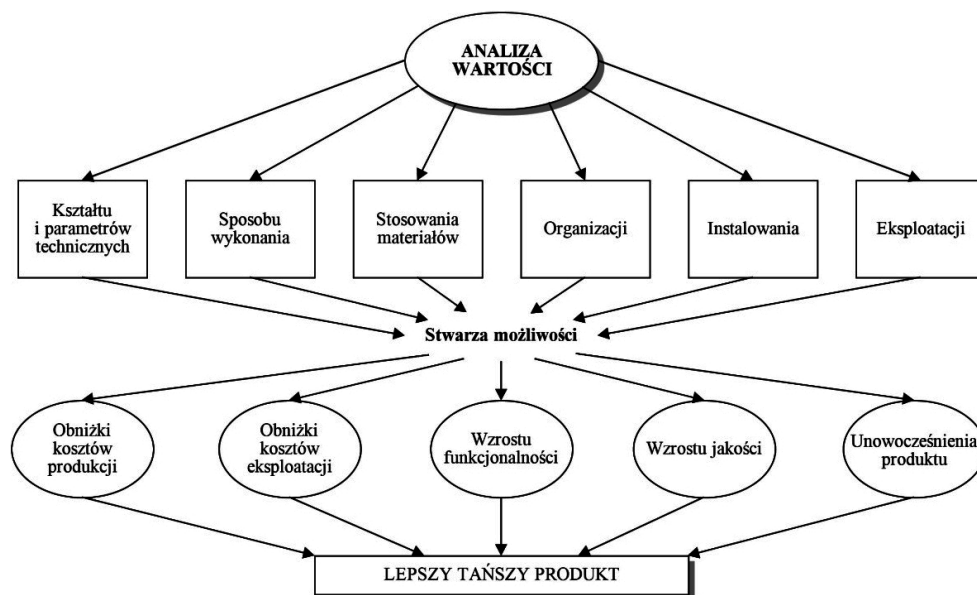 ANALIZA
WARTOŚCI
Kształtu
i parametrów
technicznych
Sposobu
wykonania
Stosowania
materiałów
Organizacji
Instalowania
Eksploatacji
Stwarza możliwości
Obniżki
kosztów
produkcji
Obniżki
kosztów
eksploatacji
Wzrostu
funkcjonalności
Wzrostu jakości
Unowocześnienia
produktu
LEPSZY TAŃSZY PRODUKT